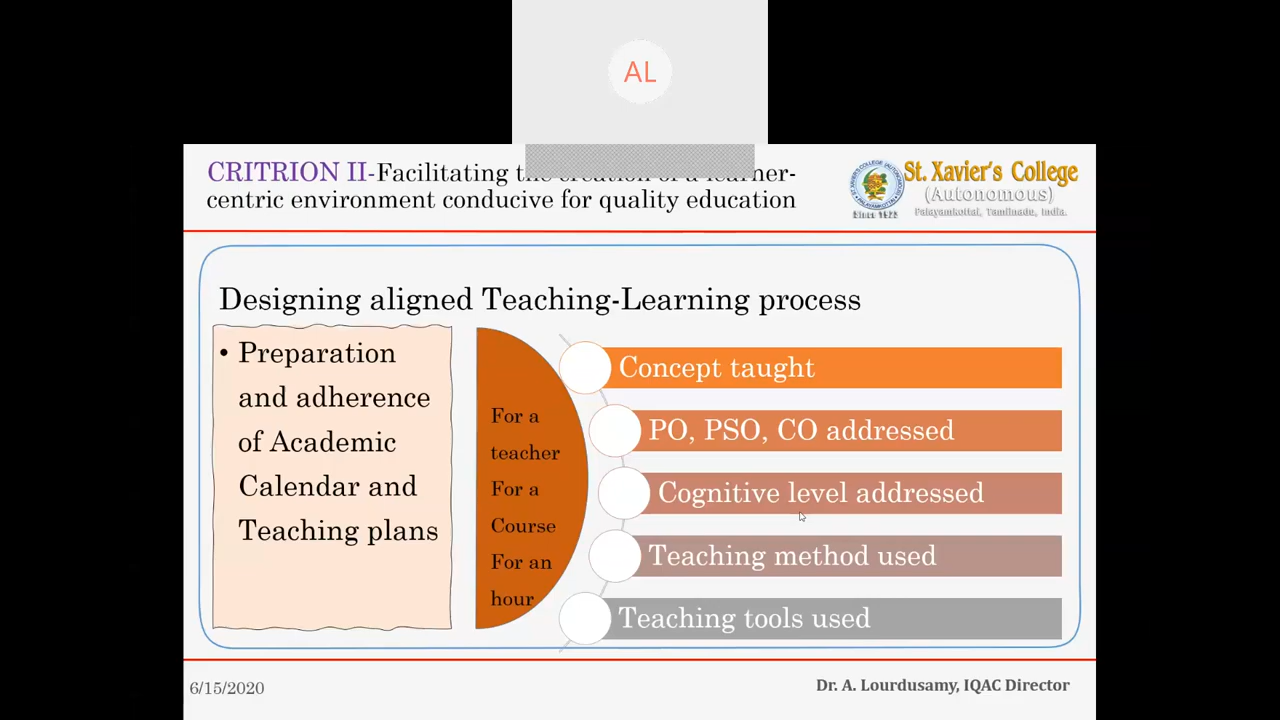 AL
CRITRION II-Facilitating the creation of a learner-
centric environment conducive for quality education
St. Xavier's College
(Autonomous)
Palayamkottai, Tamilnadu, India.
Since 1923
Designing aligned Teaching-Learning process
• Preparation
and adherence
of Academic
Calendar and
Teaching plans
For a
teacher
For a
Course
For an
hour
Concept taught
PO, PSO, CO addressed
Cognitive level addressed
Teaching method used
Teaching tools used
6/15/2020
Dr. A. Lourdusamy, IQAC Director